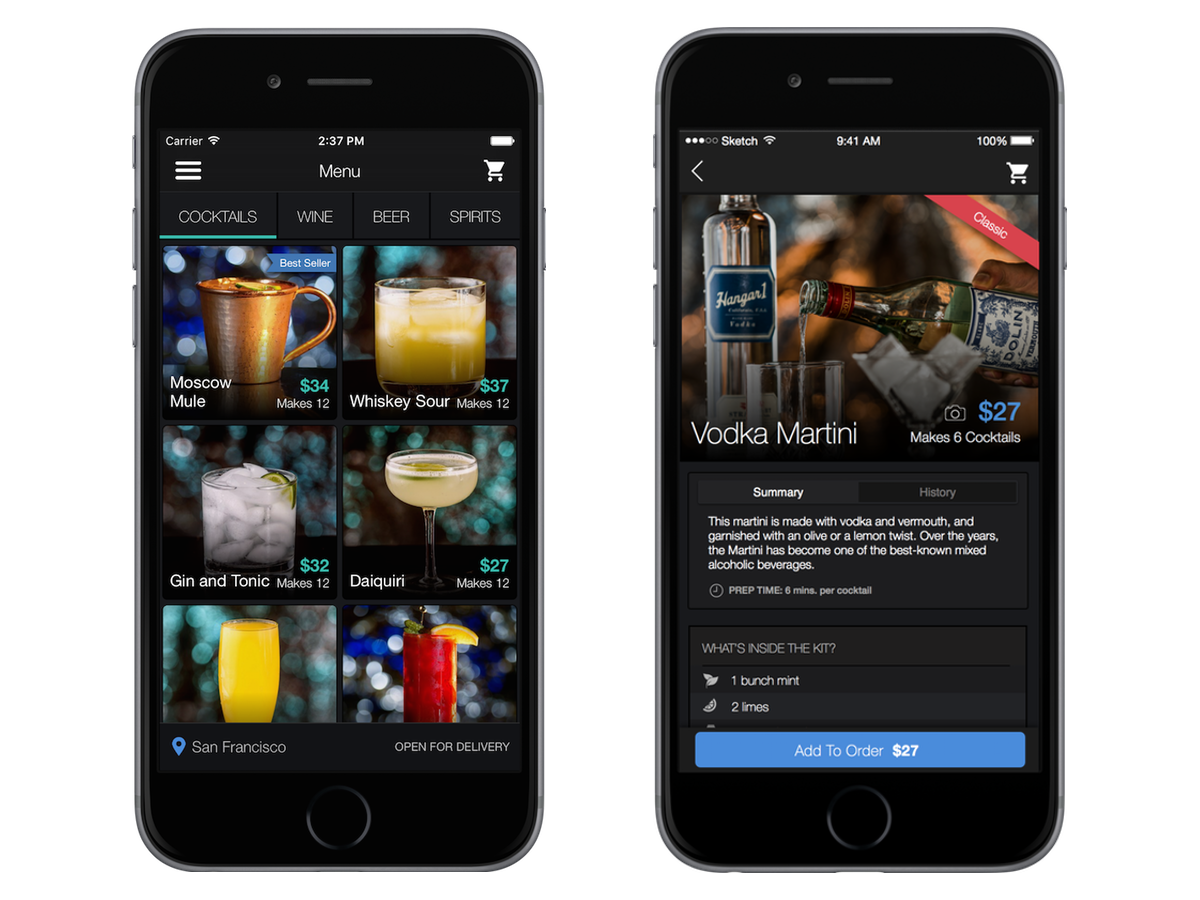 Carrier
2:37 PM
Menu
COCKTAILS
WINE
BEER
SPIRITS
Best Seller
Moscow
Mule
$34
Makes 12
Whiskey Sour
$37
Makes 12
Gin and Tonic
$32
Makes 12
Daiquiri
$27
Makes 12
San Francisco
OPEN FOR DELIVERY
Sketch
9:41 AM
100%
Classic
Hangar 1
Vodka
DOLIN
Vodka Martini
$27
Makes 6 Cocktails
Summary
History
This martini is made with vodka and vermouth, and
garnished with an olive or a lemon twist. Over the years,
the Martini has become one of the best-known mixed
alcoholic beverages.
PREP TIME: 6 mins. per cocktail
WHAT'S INSIDE THE KIT?
1 bunch mint
2 limes
Add To Order $27